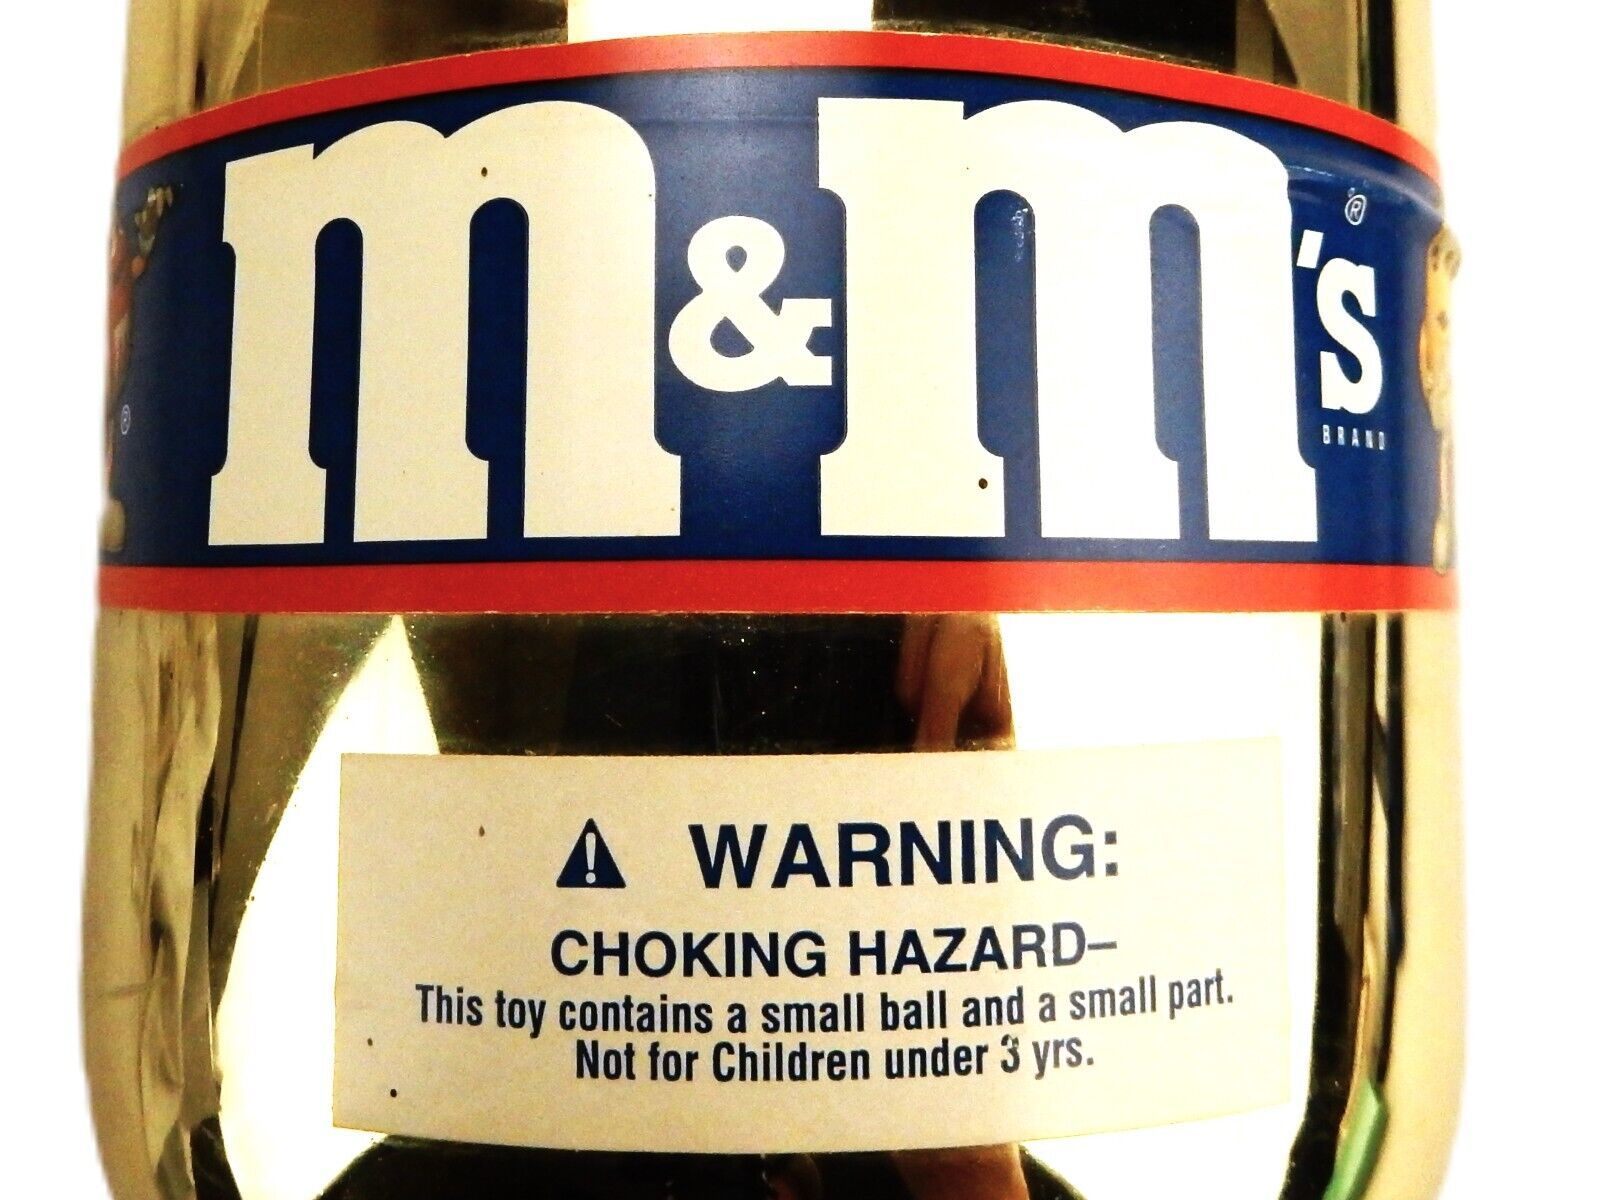 m&m's®
BRAND
®
⚠ WARNING:
CHOKING HAZARD–
This toy contains a small ball and a small part.
Not for Children under 3 yrs.